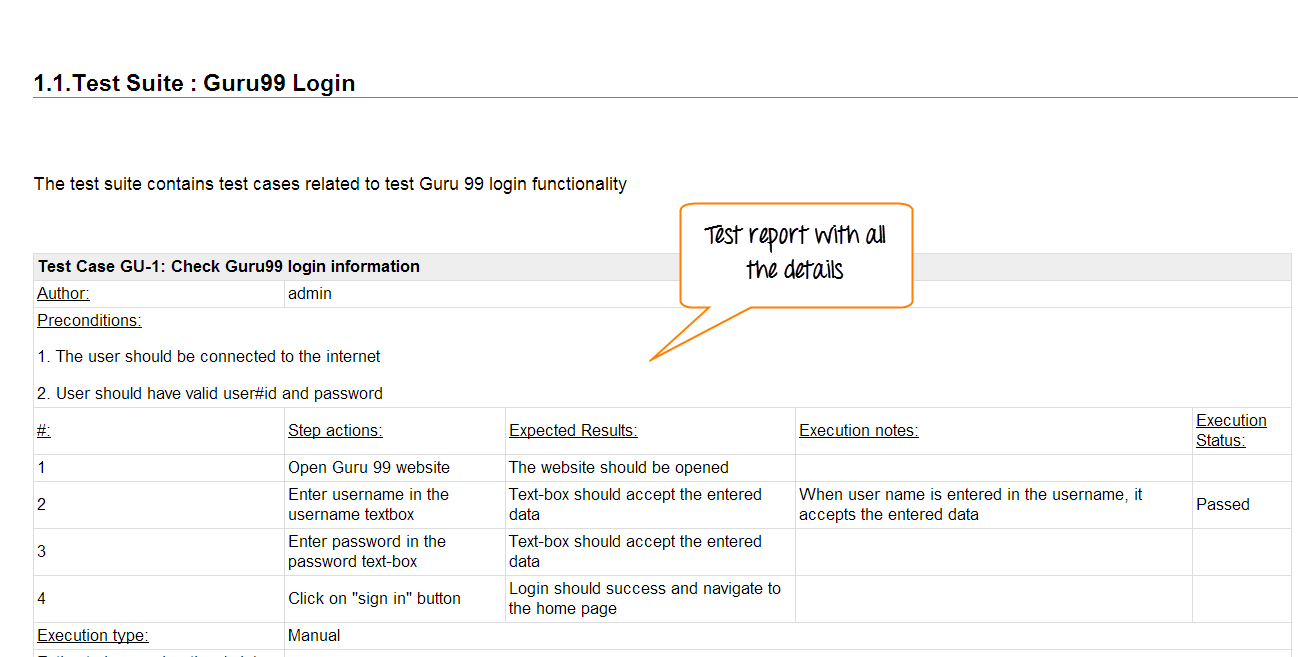 1.1.Test Suite : Guru99 Login
The test suite contains test cases related to test Guru 99 login functionality
Test report with all
the details
Test Case GU-1: Check Guru99 login information
Author: admin
Preconditions:
1. The user should be connected to the internet
2. User should have valid user#id and password
#: Step actions: Expected Results: Execution notes: Execution
Status:
1 Open Guru 99 website The website should be opened
2 Enter username in the
username textbox
Text-box should accept the entered
data
When user name is entered in the username, it
accepts the entered data
Passed
3 Enter password in the
password text-box
Text-box should accept the entered
data
4 Click on "sign in" button Login should success and navigate to
the home page
Execution type: Manual